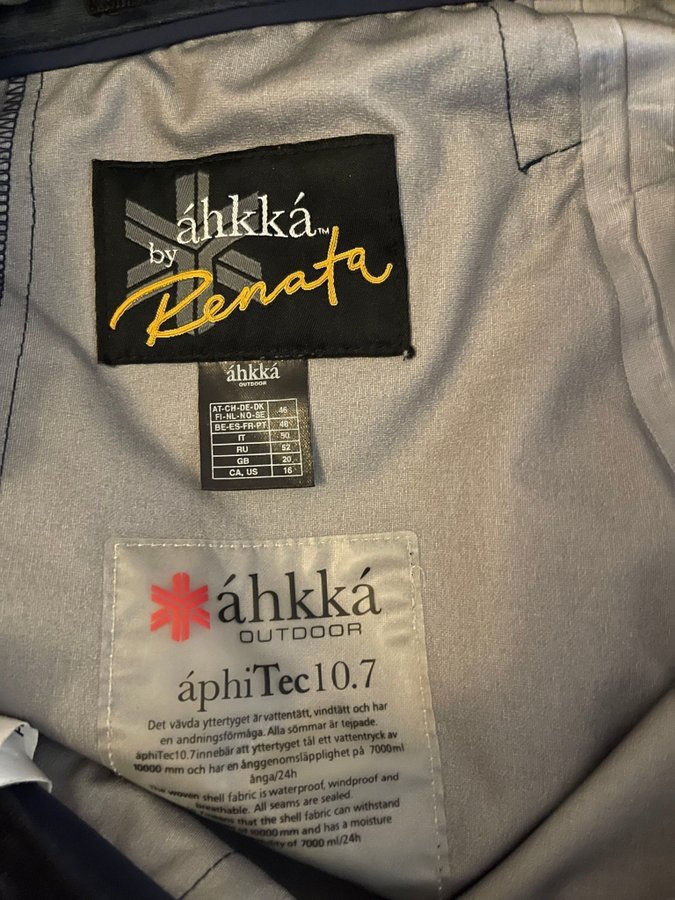 áhkká™
by
Renata
áhkká
OUTDOOR
AT-CH-DE-DK
FI-NL-NO-SE 46
BE-ES-FR-PT 48
IT 50
RU 52
GB 20
CA, US 16
áhkká
OUTDOOR
áphiTec10.7
Det vävda yttertyget är vattentätt, vindtätt och har
en andningsförmåga. Alla sömmar är tejpade.
áphiTec10.7 innebär att yttertyget tål ett vattentryck av
10000 mm och har en ånggenomsläpplighet på 7000ml
ånga/24h
The woven shell fabric is waterproof, windproof and
breathable. All seams are sealed.
means that the shell fabric can withstand
of 10000 mm and has a moisture
of 7000 ml/24h